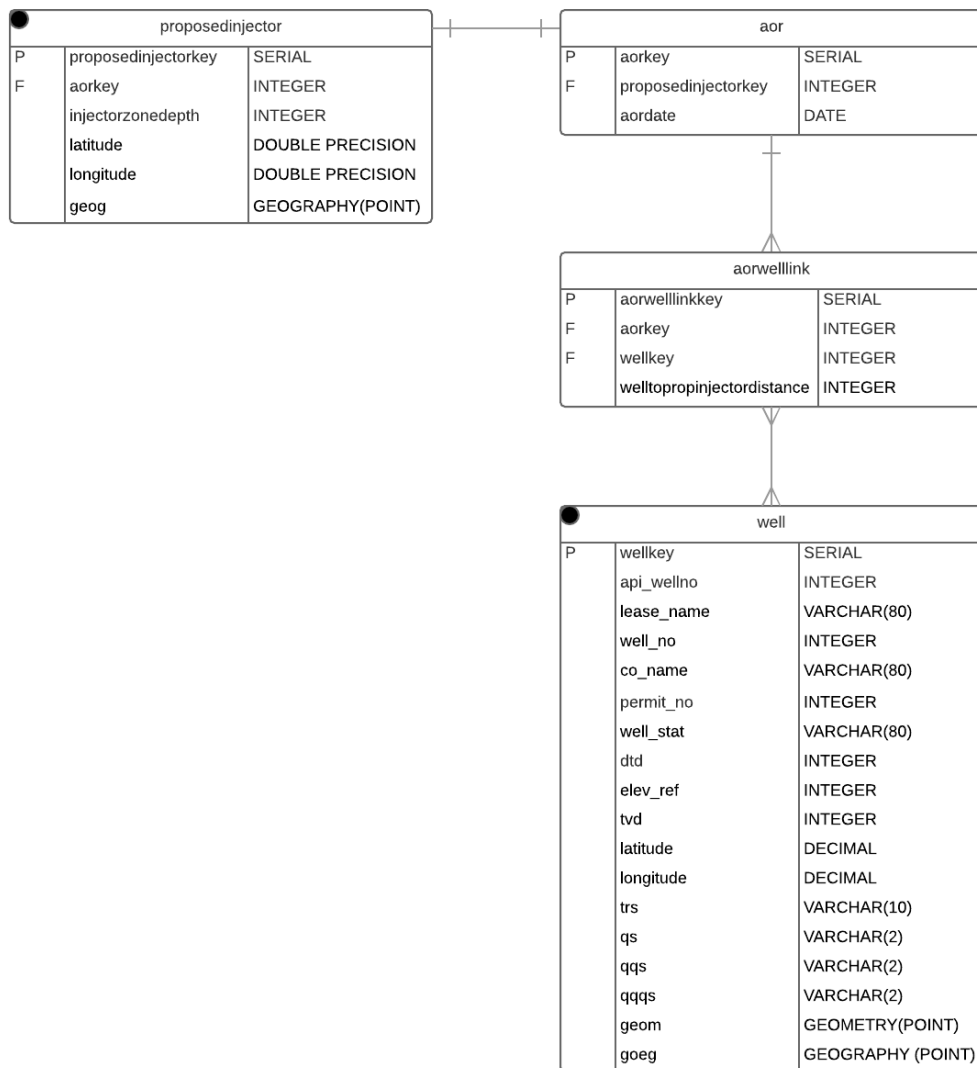 proposedinjector
P proposedinjectorkey SERIAL
F aorkey INTEGER
injectorzonedepth INTEGER
latitude DOUBLE PRECISION
longitude DOUBLE PRECISION
geog GEOGRAPHY(POINT)
aor
P aorkey SERIAL
F proposedinjectorkey INTEGER
aordate DATE
aorwelllink
P aorwelllinkkey SERIAL
F aorkey INTEGER
F wellkey INTEGER
welltopropinjectordistance INTEGER
well
P wellkey SERIAL
api_wellno INTEGER
lease_name VARCHAR(80)
well_no INTEGER
co_name VARCHAR(80)
permit_no INTEGER
well_stat VARCHAR(80)
dtd INTEGER
elev_ref INTEGER
tvd INTEGER
latitude DECIMAL
longitude DECIMAL
trs VARCHAR(10)
qs VARCHAR(2)
qqs VARCHAR(2)
qqqs VARCHAR(2)
geom GEOMETRY(POINT)
goeg GEOGRAPHY (POINT)